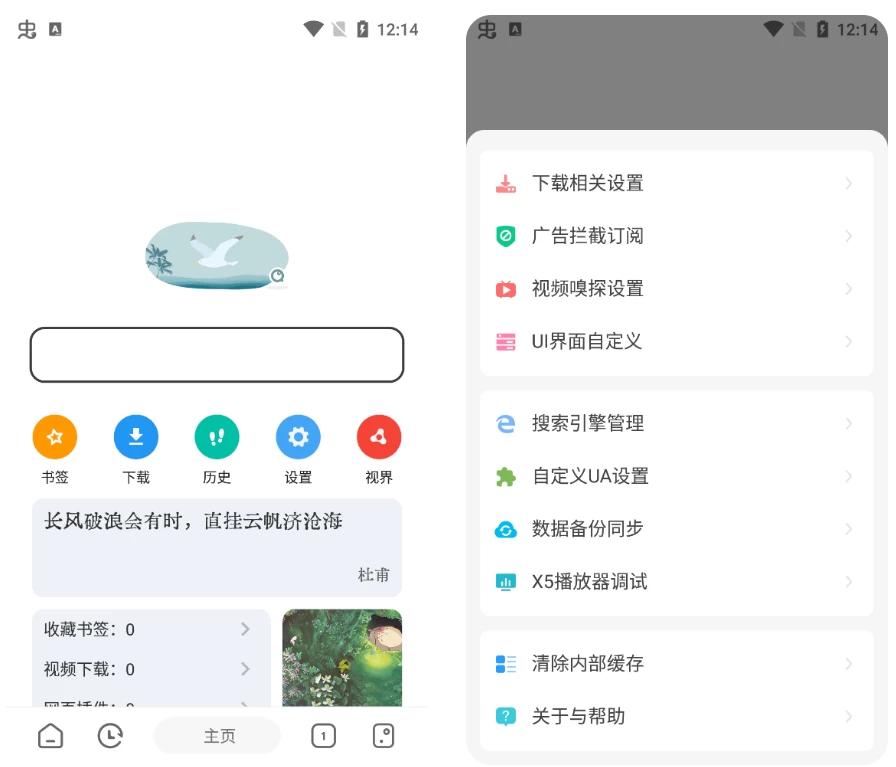 12:14
书签
下载
历史
设置
视界
长风破浪会有时，直挂云帆济沧海
杜甫
收藏书签：0
视频下载：0
网页插件：0
主页
1
12:14
下载相关设置
广告拦截订阅
视频嗅探设置
UI界面自定义
搜索引擎管理
自定义UA设置
数据备份同步
X5播放器调试
清除内部缓存
关于与帮助